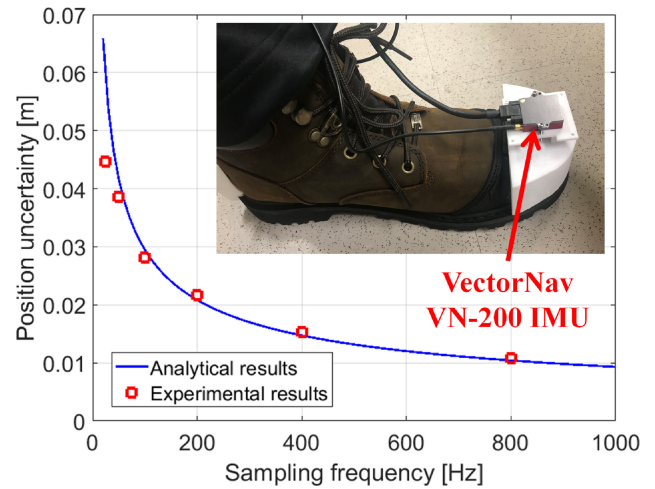 0.07
0.06
0.05
0.04
0.03
0.02
0.01
0
Position uncertainty [m]
VectorNav
VN-200 IMU
Analytical results
Experimental results
0 200 400 600 800 1000
Sampling frequency [Hz]